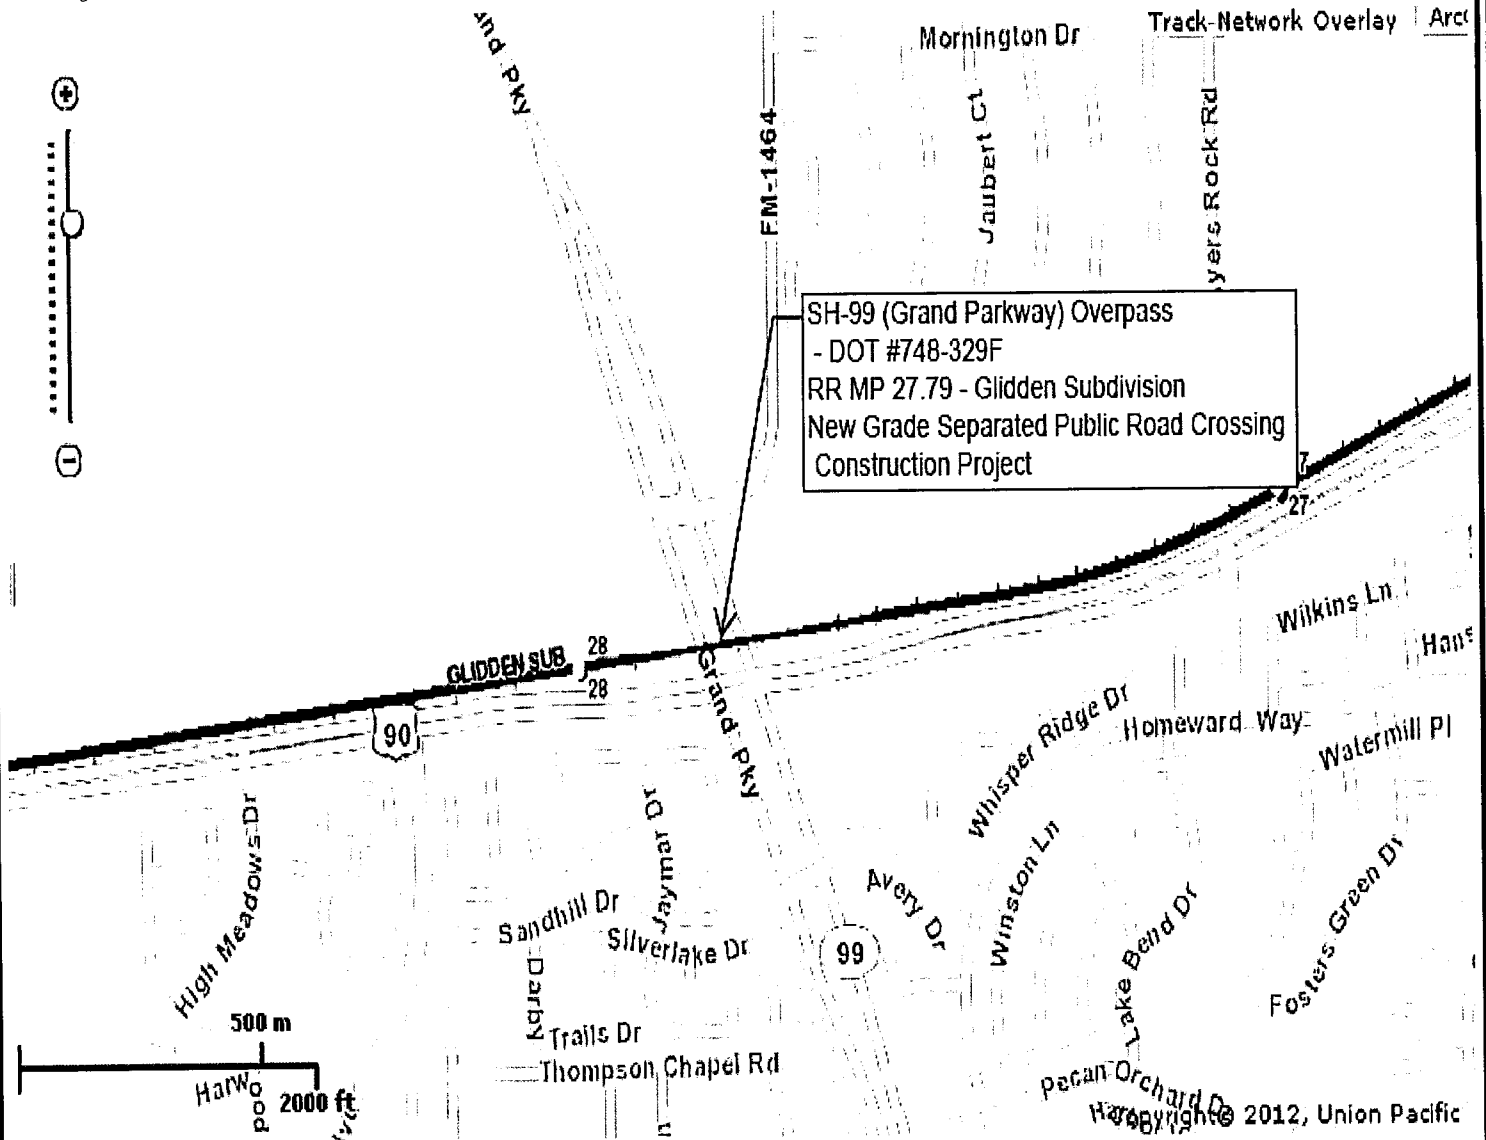 Track-Network Overlay
Mornington Dr
FM-1464
Jaubert Ct
Rock Rd
SH-99 (Grand Parkway) Overpass
- DOT #748-329F
RR MP 27.79 - Glidden Subdivision
New Grade Separated Public Road Crossing
Construction Project
7
27
GLIDDEN SUB
28
28
90
Grand Pky
Wilkins Ln
Whisper Ridge Dr
Homeward Way
Watermill Pl
High Meadows Dr
Jaymar Dr
Sandhill Dr
Silverlake Dr
Darby
Trails Dr
Thompson Chapel Rd
99
Avery Dr
Winston Ln
Lake Bend Dr
Fosters Green Dr
Pecan Orchard D
500 m
2000 ft
Copyright© 2012, Union Pacific